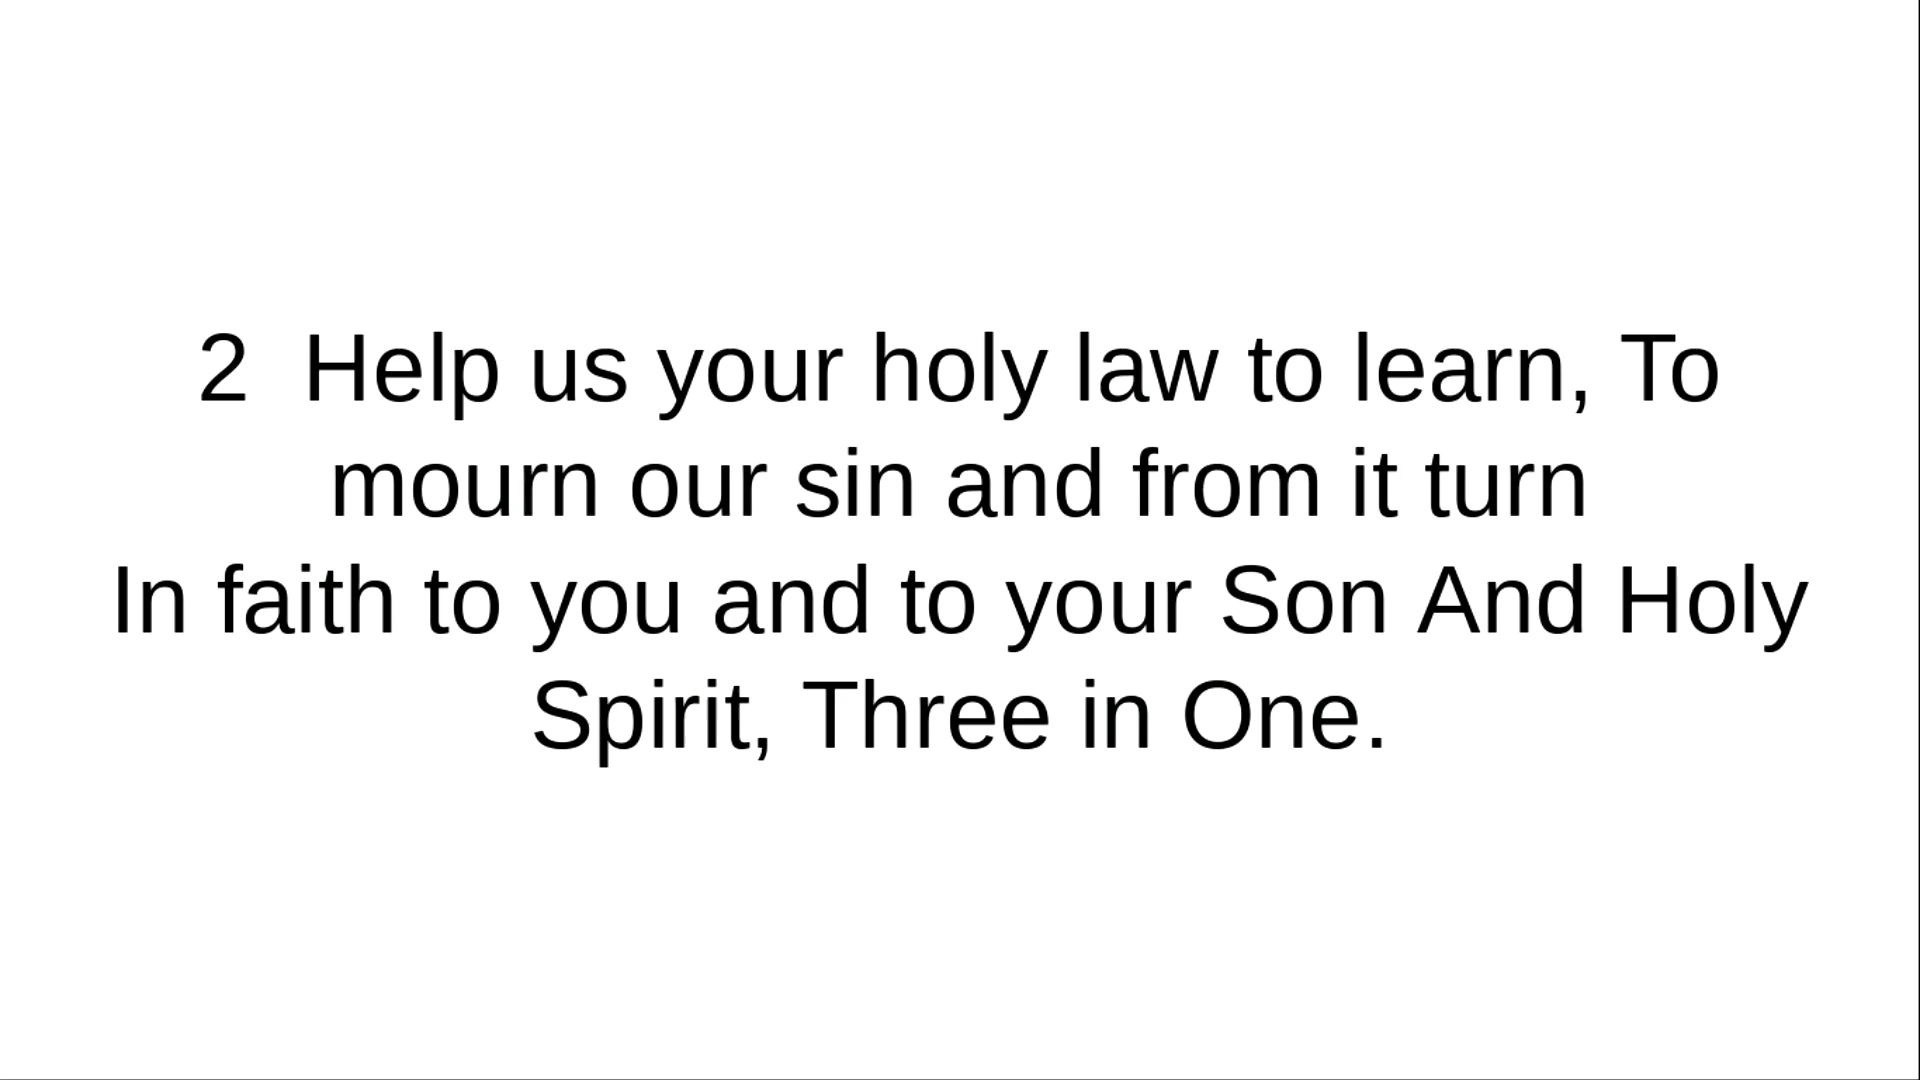 2  Help us your holy law to learn, To
mourn our sin and from it turn
In faith to you and to your Son And Holy
Spirit, Three in One.